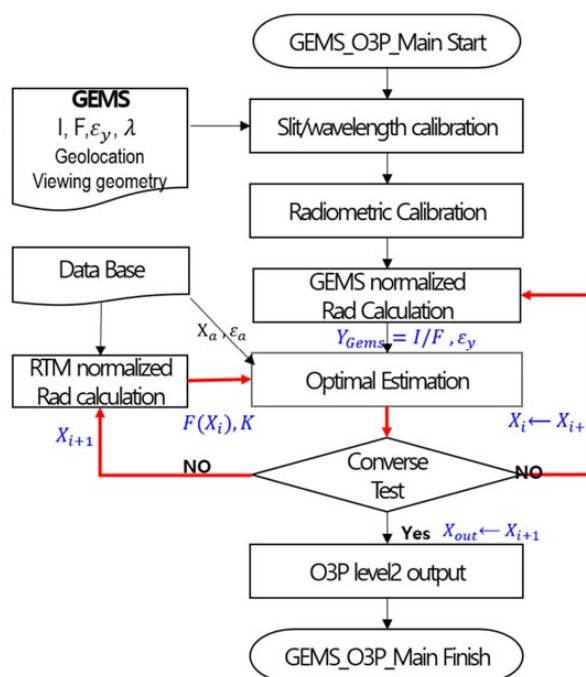 GEMS_O3P_Main Start
GEMS
I, F,εy, λ
Geolocation
Viewing geometry
Slit/wavelength calibration
Radiometric Calibration
Data Base
GEMS normalized
Rad Calculation
Xa, εa
YGems = I/F , εy
RTM normalized
Rad calculation
Optimal Estimation
F(Xi), K
Xi← Xi+
Xi+1
NO
Converse
Test
NO
Yes
Xout← Xi+1
O3P level2 output
GEMS_O3P_Main Finish